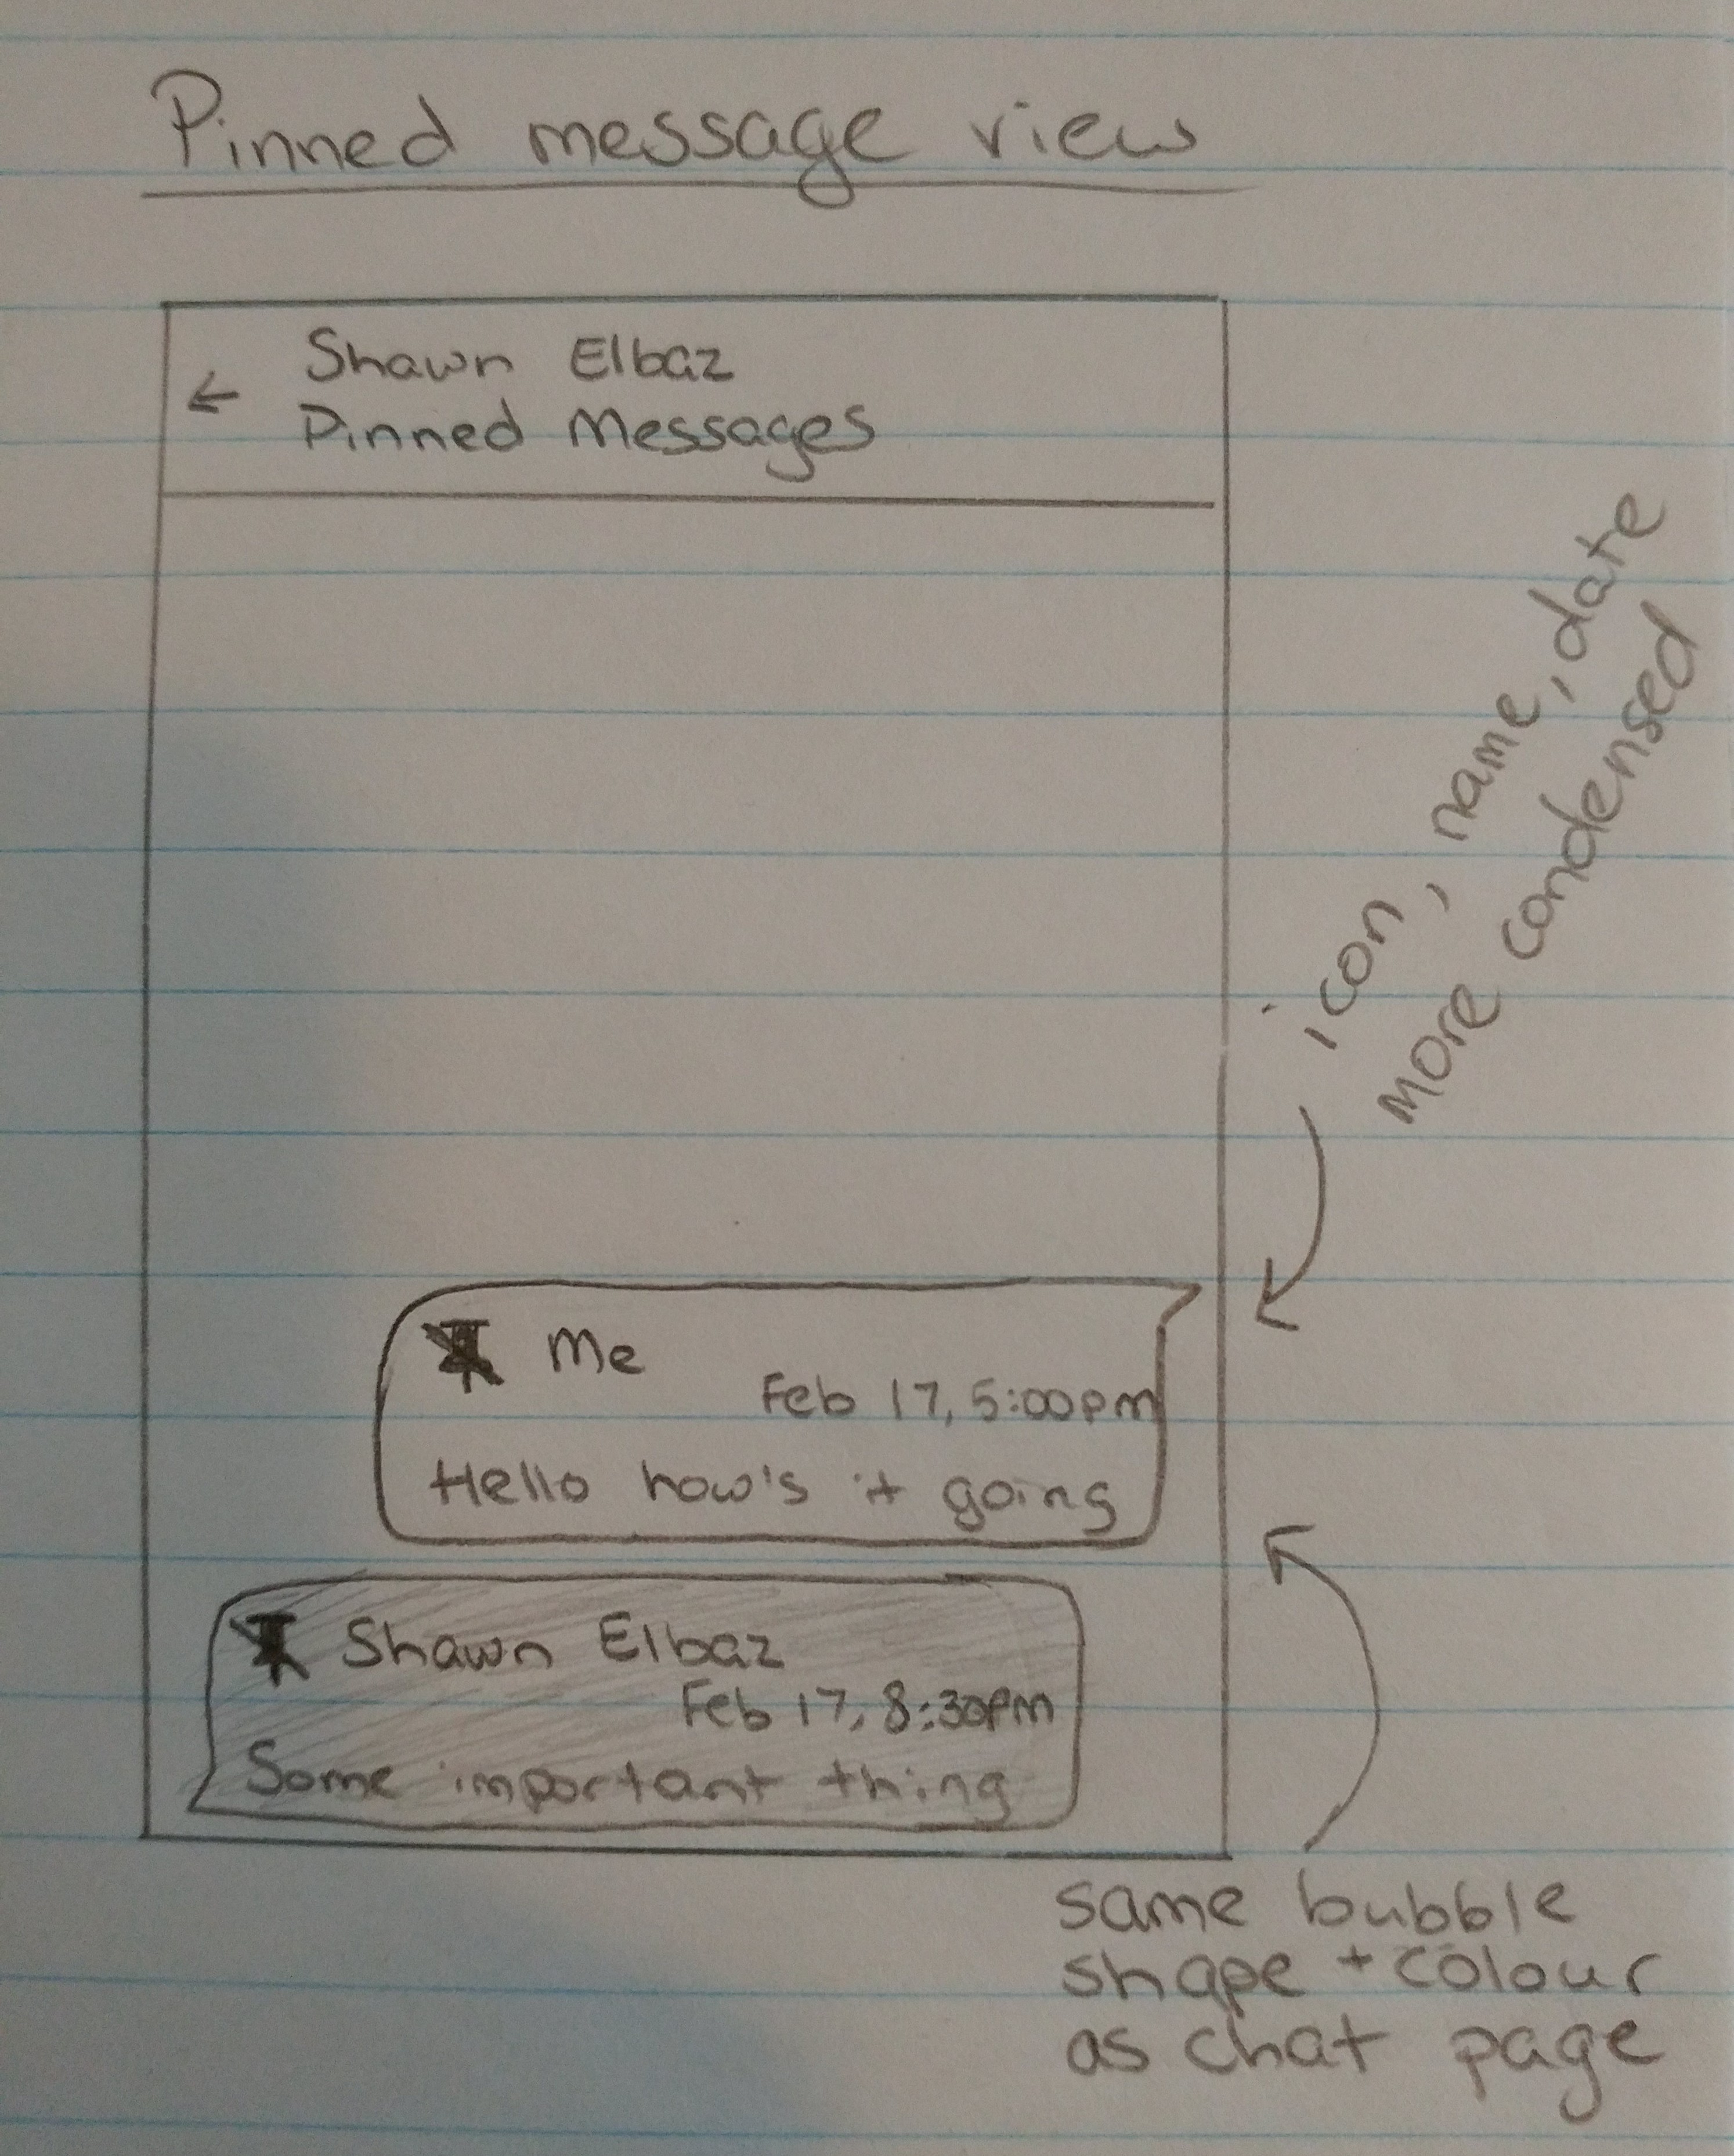 Pinned message view
← Shawn Elbaz
Pinned Messages
icon, name, date
more condensed
Me
Feb 17, 5:00pm
Hello how's it going
Shawn Elbaz
Feb 17, 8:30pm
Some important thing
same bubble
shape + colour
as chat page